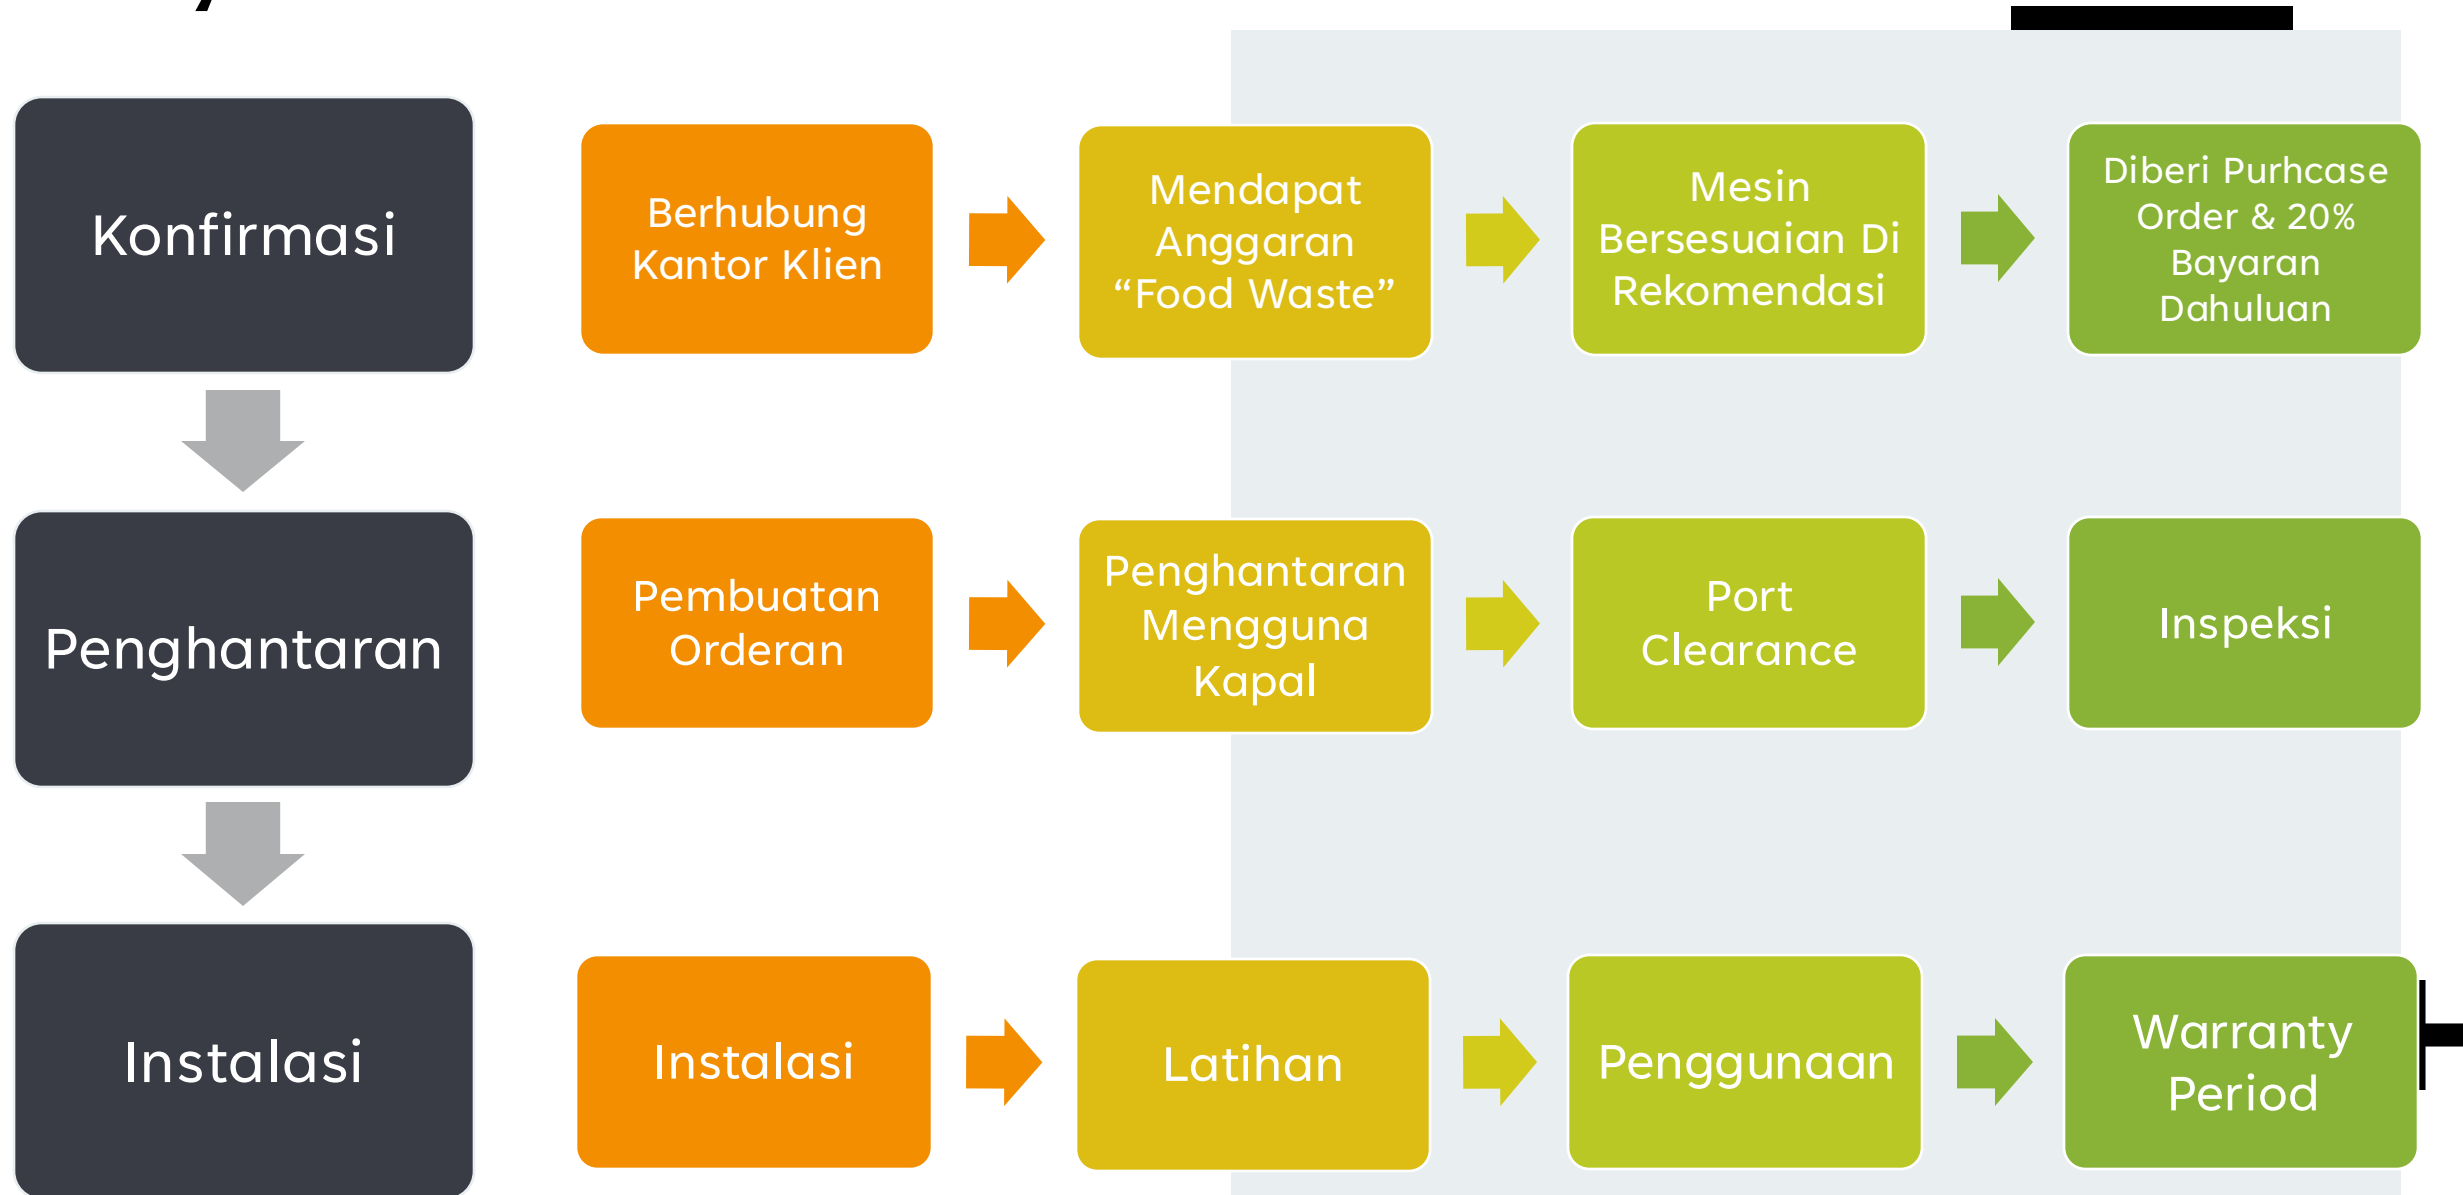 Konfirmasi
Berhubung
Kantor Klien
Mendapat
Anggaran
“Food Waste”
Mesin
Bersesuaian Di
Rekomendasi
Diberi Purhcase
Order & 20%
Bayaran
Dahuluan
Penghantaran
Pembuatan
Orderan
Penghantaran
Mengguna
Kapal
Port
Clearance
Inspeksi
Instalasi
Instalasi
Latihan
Penggunaan
Warranty
Period